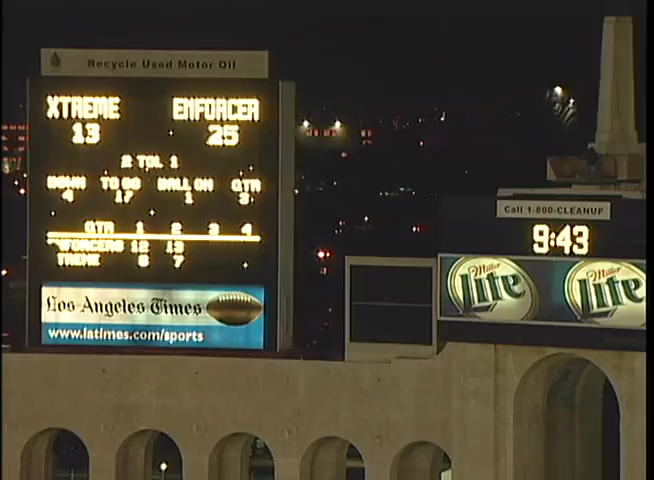 Recycle Used Motor Oil
XTREME ENFORCER
13 25
2 TOL 1
DOWN TO GO BALL ON QTR
4 17 1 3
QTR 1 2 3 4
ENFORCERS 12 13
TREME 6 7
Los Angeles Times
www.latimes.com/sports
Call 1-800-CLEANUP
9:43
Miller Lite
Miller Lite